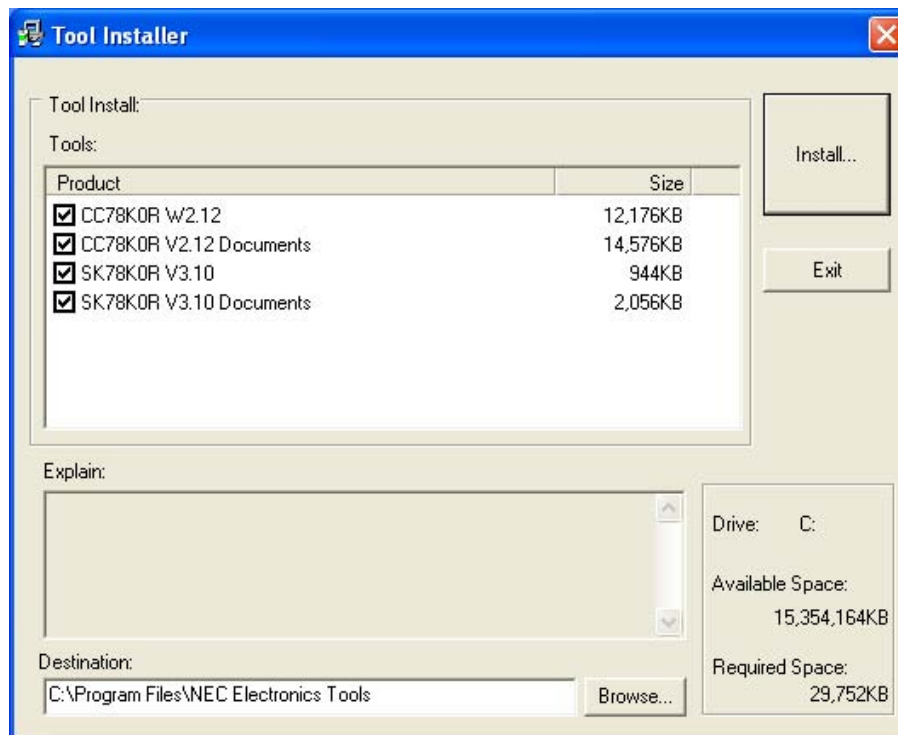 Tool Installer
Tool Install:
Tools:
Product Size
CC78K0R W2.12 12,176KB
CC78K0R V2.12 Documents 14,576KB
SK78K0R V3.10 944KB
SK78K0R V3.10 Documents 2,056KB
Install...
Exit
Explain:
Drive: C:
Available Space:
15,354,164KB
Required Space:
29,752KB
Destination:
C:\Program Files\NEC Electronics Tools
Browse...